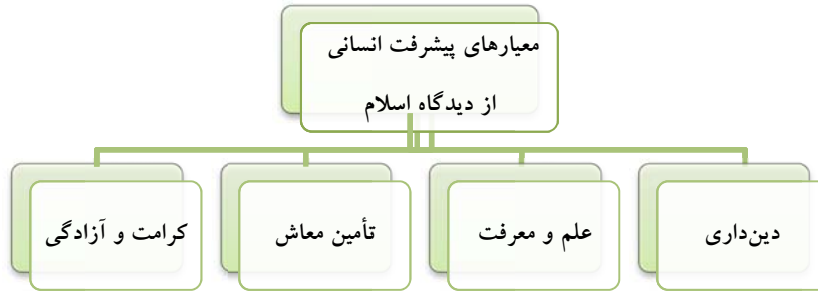 معیارهای پیشرفت انسانی
از دیدگاه اسلام
دین‌داری
علم و معرفت
تأمین معاش
کرامت و آزادگی